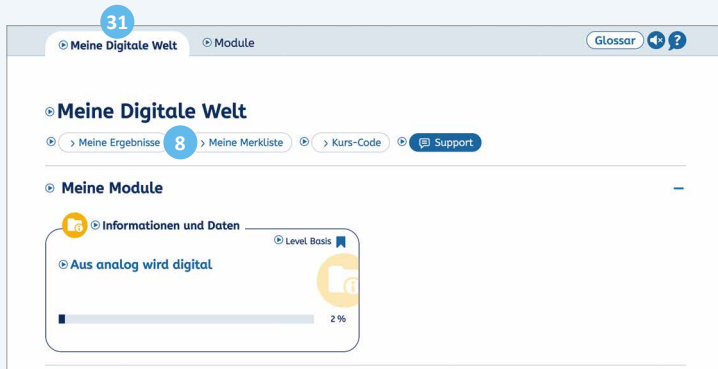 31
Meine Digitale Welt Module Glossar ?
Meine Digitale Welt
> Meine Ergebnisse 8 > Meine Merkliste > Kurs-Code Support
Meine Module
Informationen und Daten
Level Basis
Aus analog wird digital
2 %